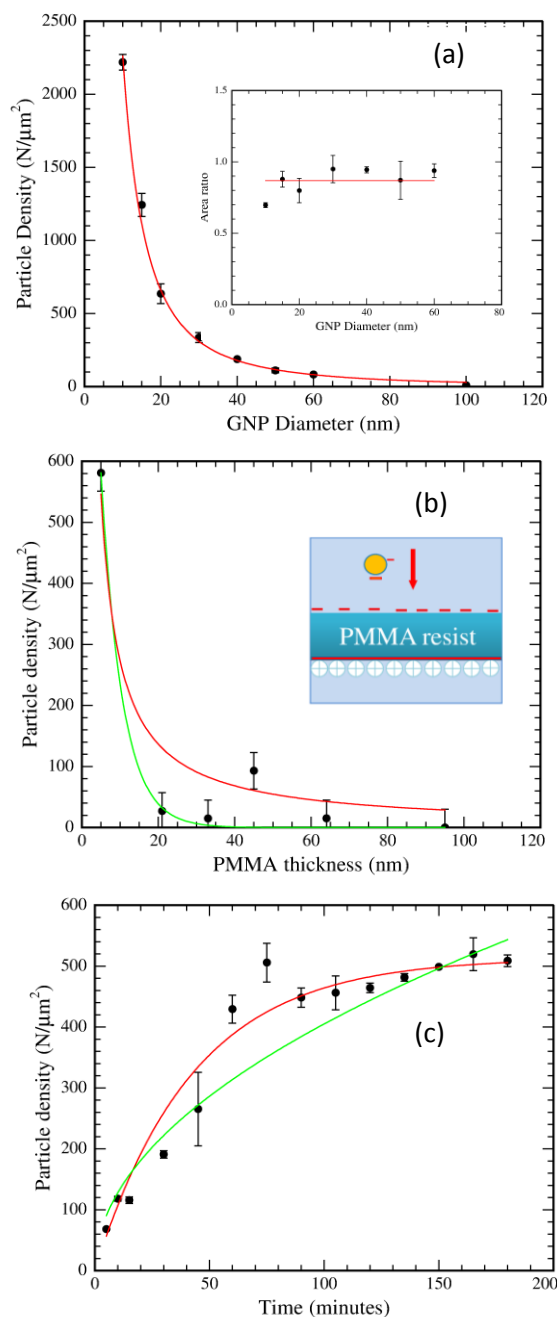 (a)
Particle Density (N/μm²)
2500
2000
1500
1000
500
0
0 20 40 60 80 100 120
GNP Diameter (nm)
Area ratio
1.5
1.0
0.5
0.0
0 20 40 60 80
GNP Diameter (nm)
(b)
Particle density (N/μm²)
600
500
400
300
200
100
0
0 20 40 60 80 100 120
PMMA thickness (nm)
PMMA resist
(c)
Particle density (N/μm²)
600
500
400
300
200
100
0
0 50 100 150 200
Time (minutes)